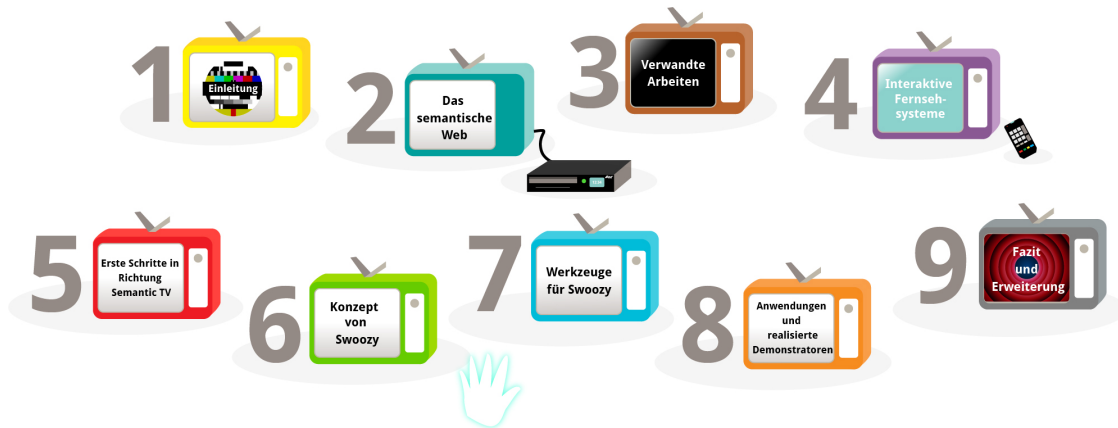 1
Einleitung
2
Das
semantische
Web
3
Verwandte
Arbeiten
4
Interaktive
Fernseh-
systeme
5
Erste Schritte in
Richtung
Semantic TV
6
Konzept
von
Swoozy
7
Werkzeuge
für Swoozy
8
Anwendungen
und
realisierte
Demonstratoren
9
Fazit
und
Erweiterung